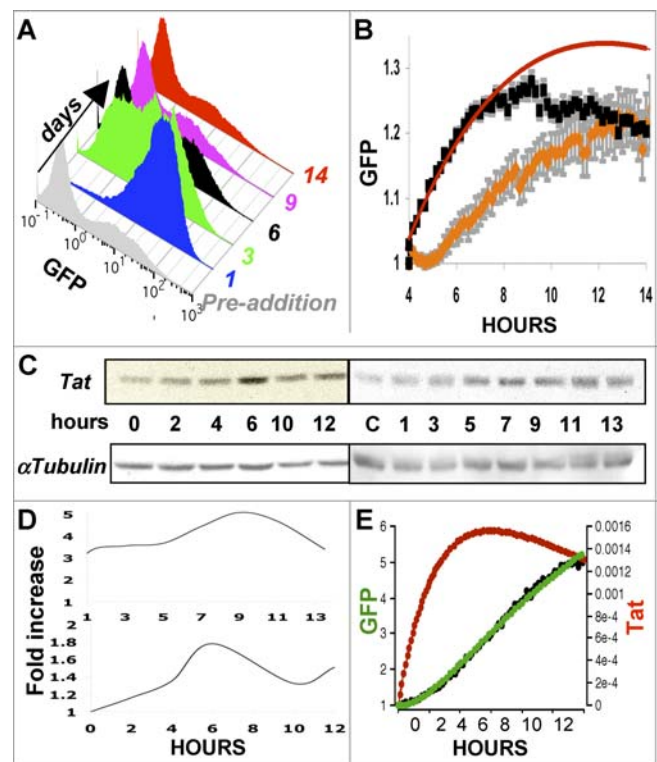 A
days
14
9
6
3
1
10-1
100
101
102
103
GFP
Pre-addition
B
GFP
1.3
1.2
1.1
1
4 6 8 10 12 14
HOURS
C
Tat
hours 0 2 4 6 10 12 C 1 3 5 7 9 11 13
αTubulin
D
Fold increase
5
4
3
1
1 3 5 7 9 11 13
2
1.8
1.6
1.4
1.2
1
0 2 4 6 8 10 12
HOURS
E
GFP
6
5
4
3
2
1
0 2 4 6 8 10 12
HOURS
0.0016
0.0014
0.0012
0.001
8e-4
6e-4
4e-4
2e-4
0
Tat